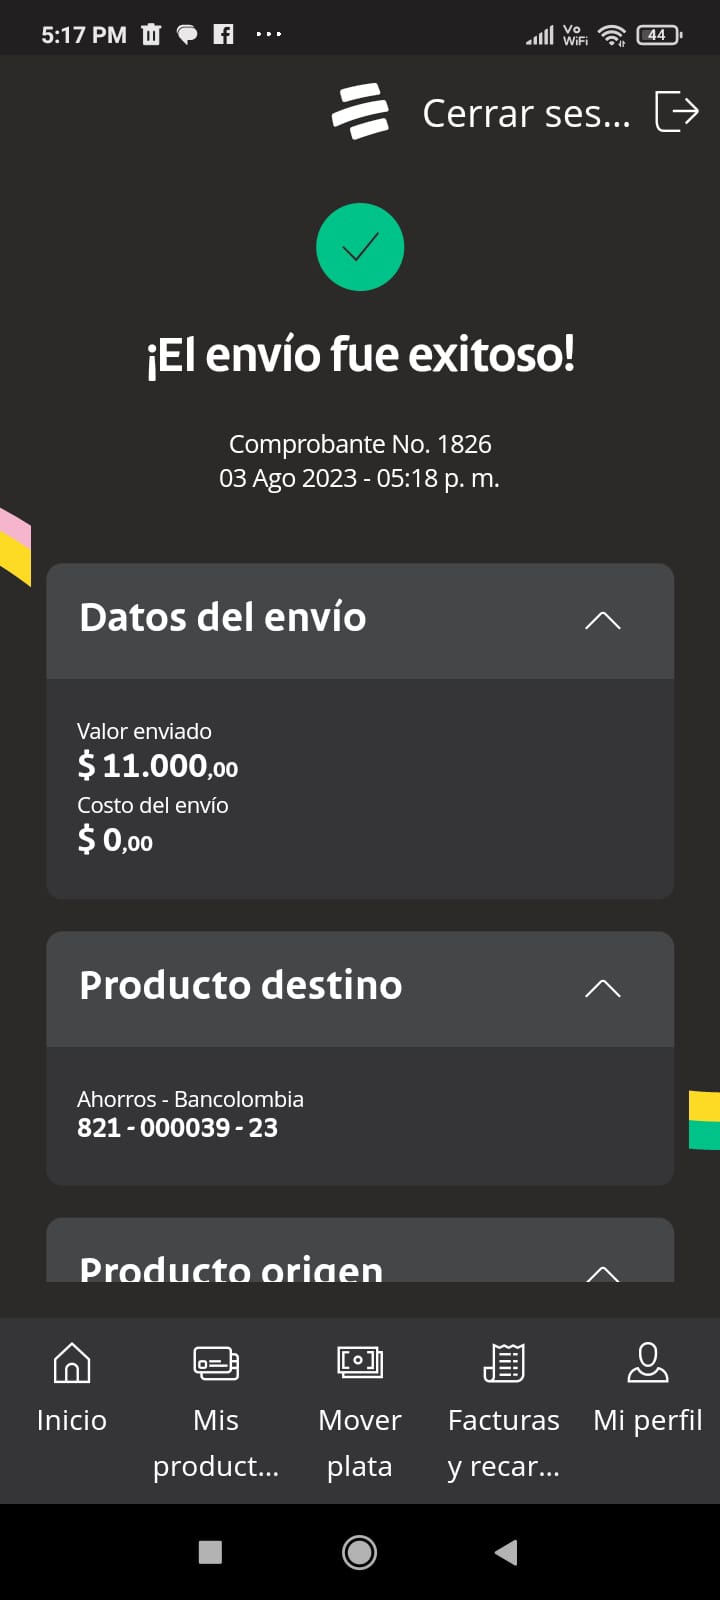 5:17 PM
Vo
WiFi
44
Cerrar ses...
¡El envío fue exitoso!
Comprobante No. 1826
03 Ago 2023 - 05:18 p. m.
Datos del envío
Valor enviado
$ 11.000,00
Costo del envío
$ 0,00
Producto destino
Ahorros - Bancolombia
821 - 000039 - 23
Producto origen
Inicio
Mis
product...
Mover
plata
Facturas
y recar...
Mi perfil